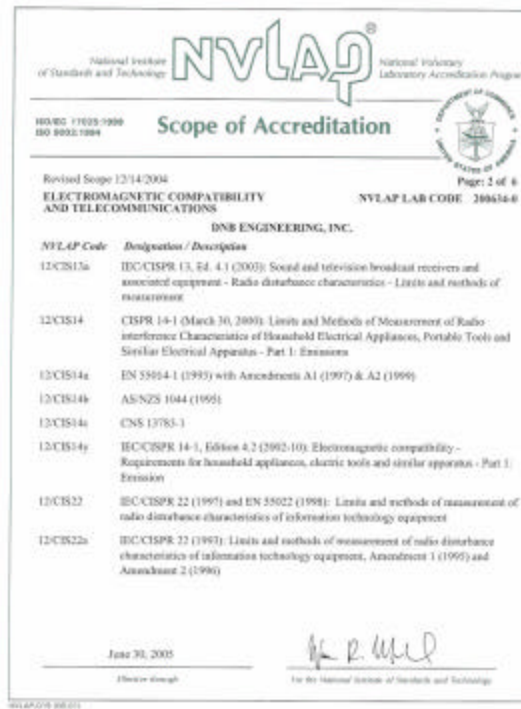 National Institute
of Standards and Technology
NVLAP®
National Voluntary
Laboratory Accreditation Program
ISO/IEC 17025:1999
ISO 9002:1994
Scope of Accreditation
DEPARTMENT OF COMMERCE
UNITED STATES OF AMERICA
Revised Scope 12/14/2004
Page: 2 of 6
ELECTROMAGNETIC COMPATIBILITY
AND TELECOMMUNICATIONS
NVLAP LAB CODE 200634-0
DNB ENGINEERING, INC.
NVLAP Code Designation / Description
12/CIS13a IEC/CISPR 13, Ed. 4.1 (2003): Sound and television broadcast receivers and
associated equipment - Radio disturbance characteristics - Limits and methods of
measurement
12/CIS14 CISPR 14-1 (March 30, 2000): Limits and Methods of Measurement of Radio
interference Characteristics of Household Electrical Appliances, Portable Tools and
Similar Electrical Apparatus - Part 1: Emissions
12/CIS14a EN 55014-1 (1993) with Amendments A1 (1997) & A2 (1999)
12/CIS14b AS/NZS 1044 (1995)
12/CIS14c CNS 13783-1
12/CIS14y IEC/CISPR 14-1, Edition 4.2 (2002-10): Electromagnetic compatibility -
Requirements for household appliances, electric tools and similar apparatus - Part 1:
Emission
12/CIS22 IEC/CISPR 22 (1997) and EN 55022 (1998): Limits and methods of measurement of
radio disturbance characteristics of information technology equipment
12/CIS22a IEC/CISPR 22 (1993): Limits and methods of measurement of radio disturbance
characteristics of information technology equipment, Amendment 1 (1995) and
Amendment 2 (1996)
June 30, 2005
Effective through
For the National Institute of Standards and Technology